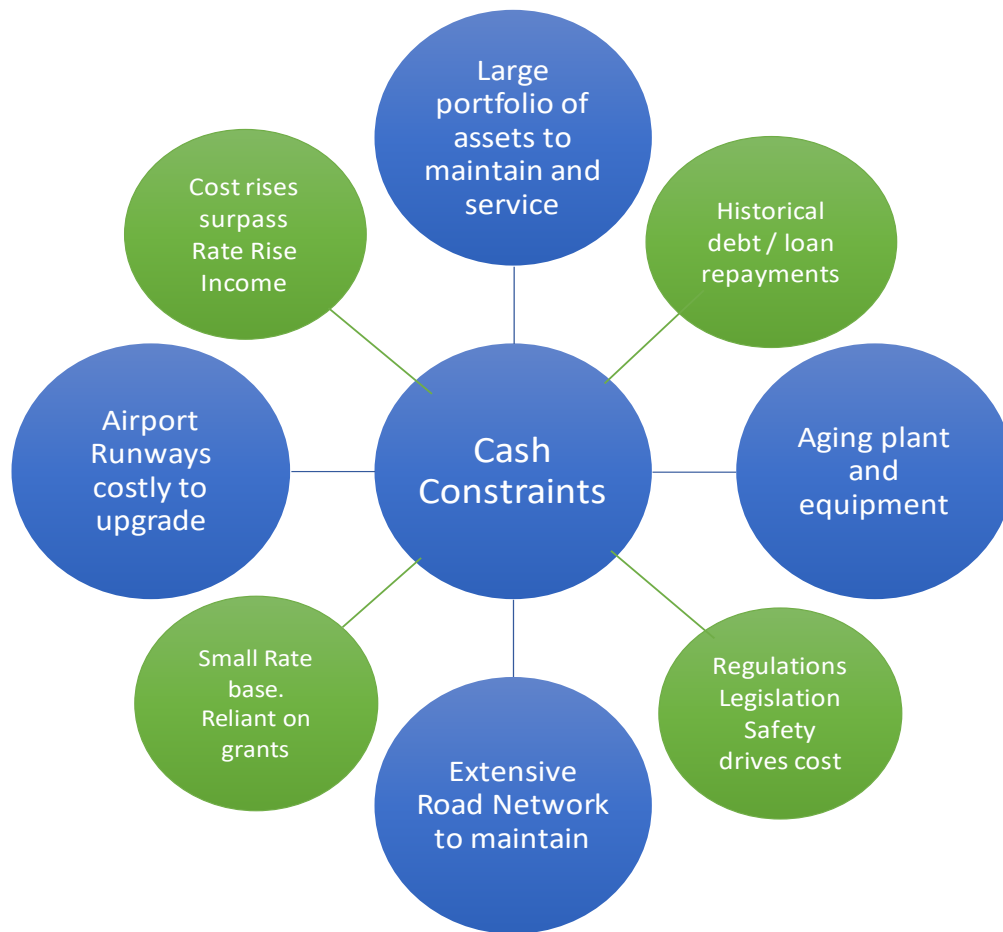 Large
portfolio of
assets to
maintain and
service
Cost rises
surpass
Rate Rise
Income
Historical
debt / loan
repayments
Airport
Runways
costly to
upgrade
Cash
Constraints
Aging plant
and
equipment
Small Rate
base.
Reliant on
grants
Regulations
Legislation
Safety
drives cost
Extensive
Road Network
to maintain